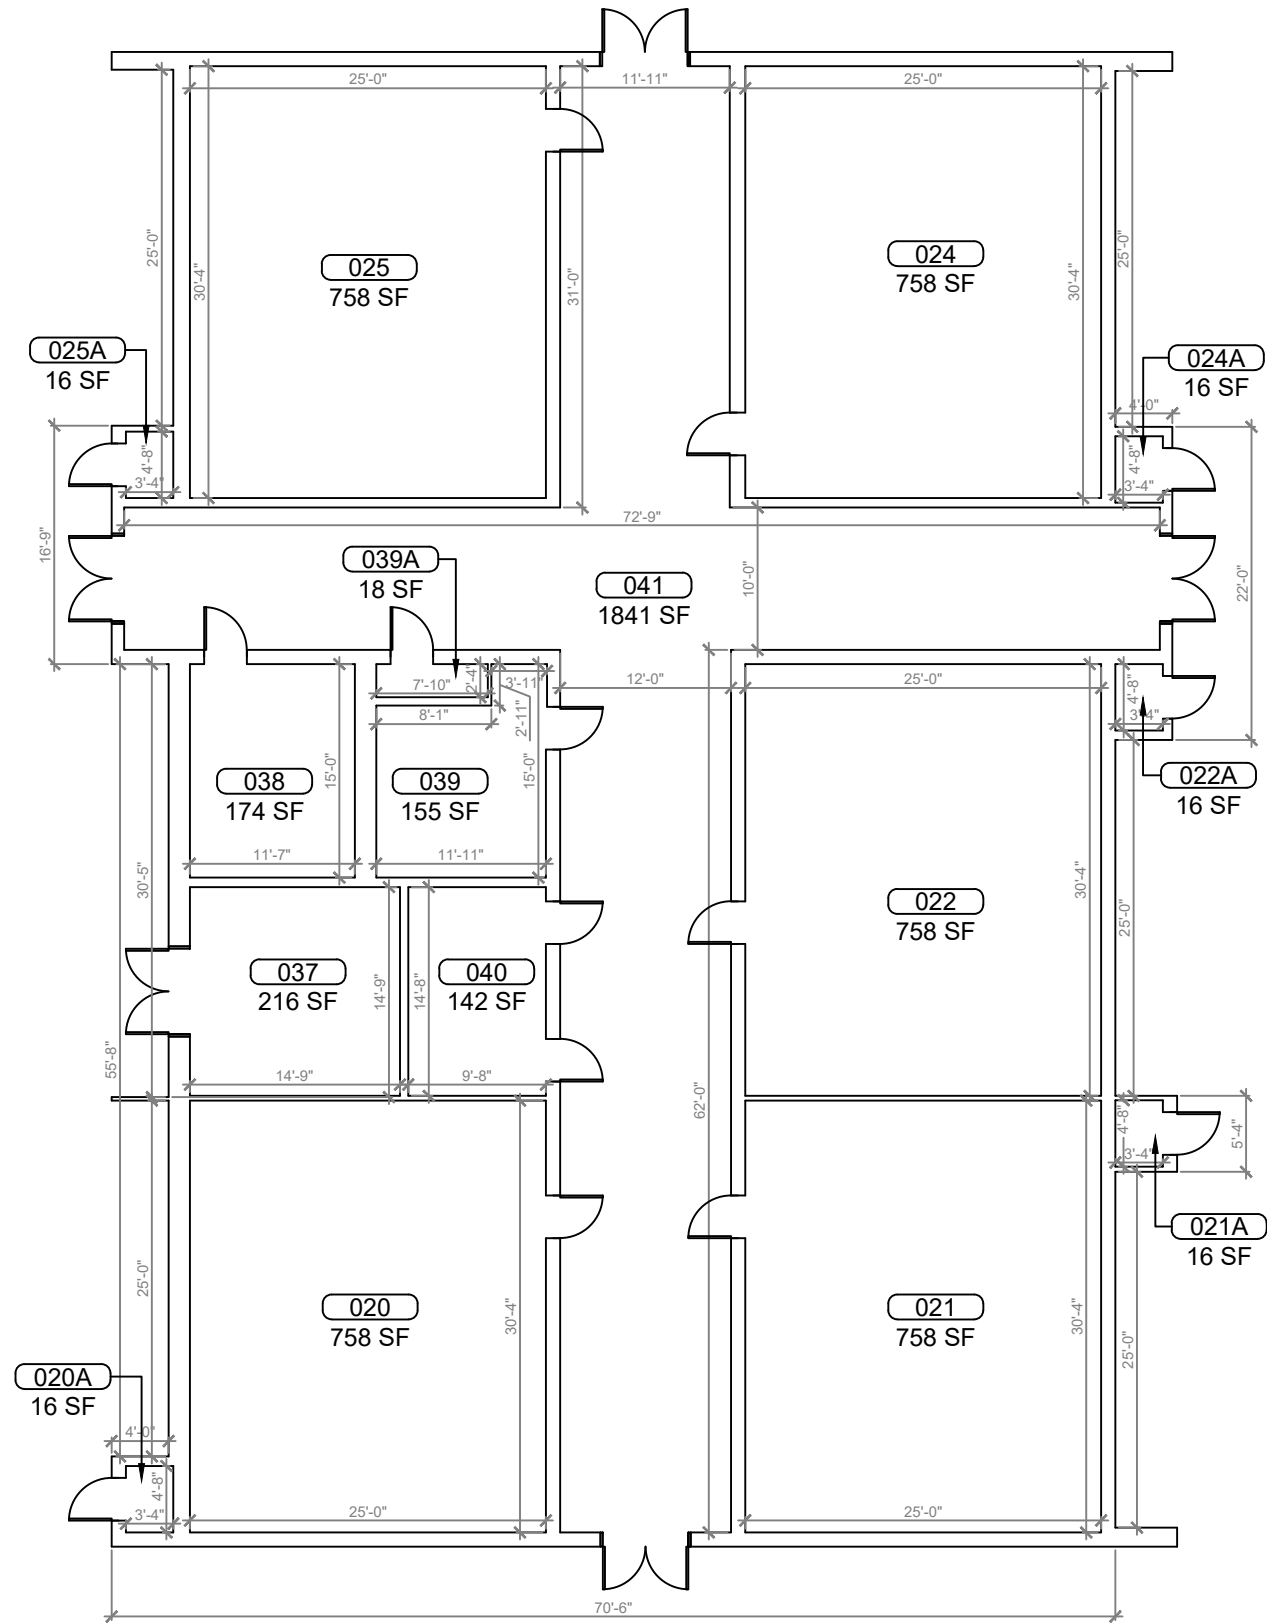 25'-0"
11'-11"
25'-0"
25'-0"
30'-4"
31'-0"
30'-4"
25'-0"
025
758 SF
024
758 SF
025A
16 SF
024A
16 SF
4'-0"
4'-8"
3'-4"
4'-8"
3'-4"
16'-9"
72'-9"
039A
18 SF
041
1841 SF
10'-0"
22'-0"
7'-10"
2'-4"
3'-11"
12'-0"
25'-0"
4'-8"
3'-4"
8'-1"
2'-11"
038
174 SF
15'-0"
039
155 SF
15'-0"
022A
16 SF
11'-7"
11'-11"
30'-5"
30'-4"
022
758 SF
25'-0"
037
216 SF
14'-9"
14'-8"
040
142 SF
55'-8"
14'-9"
9'-8"
62'-0"
4'-8"
3'-4"
5'-4"
021A
16 SF
25'-0"
020
758 SF
30'-4"
021
758 SF
30'-4"
25'-0"
020A
16 SF
4'-0"
4'-8"
3'-4"
25'-0"
25'-0"
70'-6"